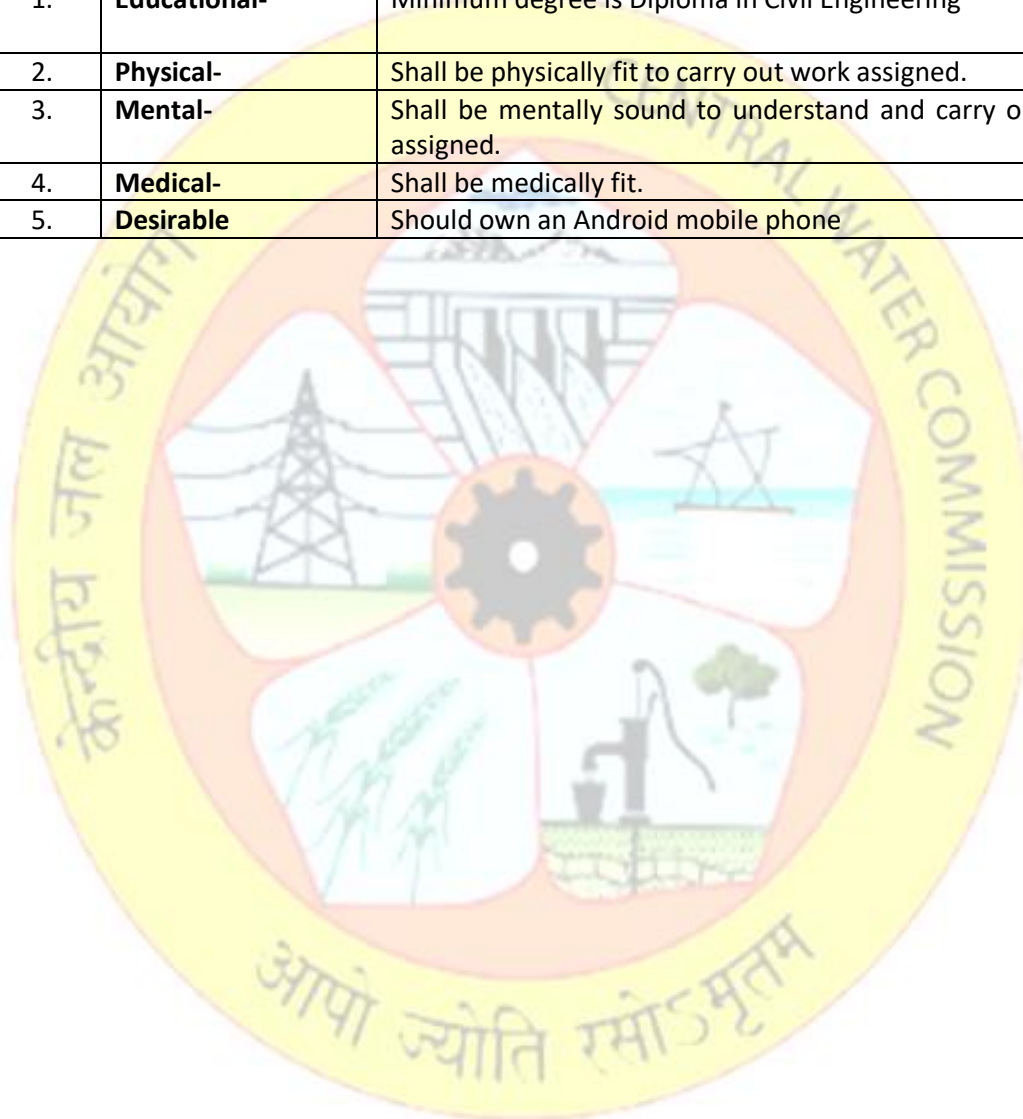 1. Educational- Minimum degree is Diploma in Civil Engineering
2. Physical- Shall be physically fit to carry out work assigned.
3. Mental- Shall be mentally sound to understand and carry o
assigned.
4. Medical- Shall be medically fit.
5. Desirable Should own an Android mobile phone
केन्द्रीय जल आयोग
CENTRAL WATER COMMISSION
आपो ज्योति रसोऽमृतम